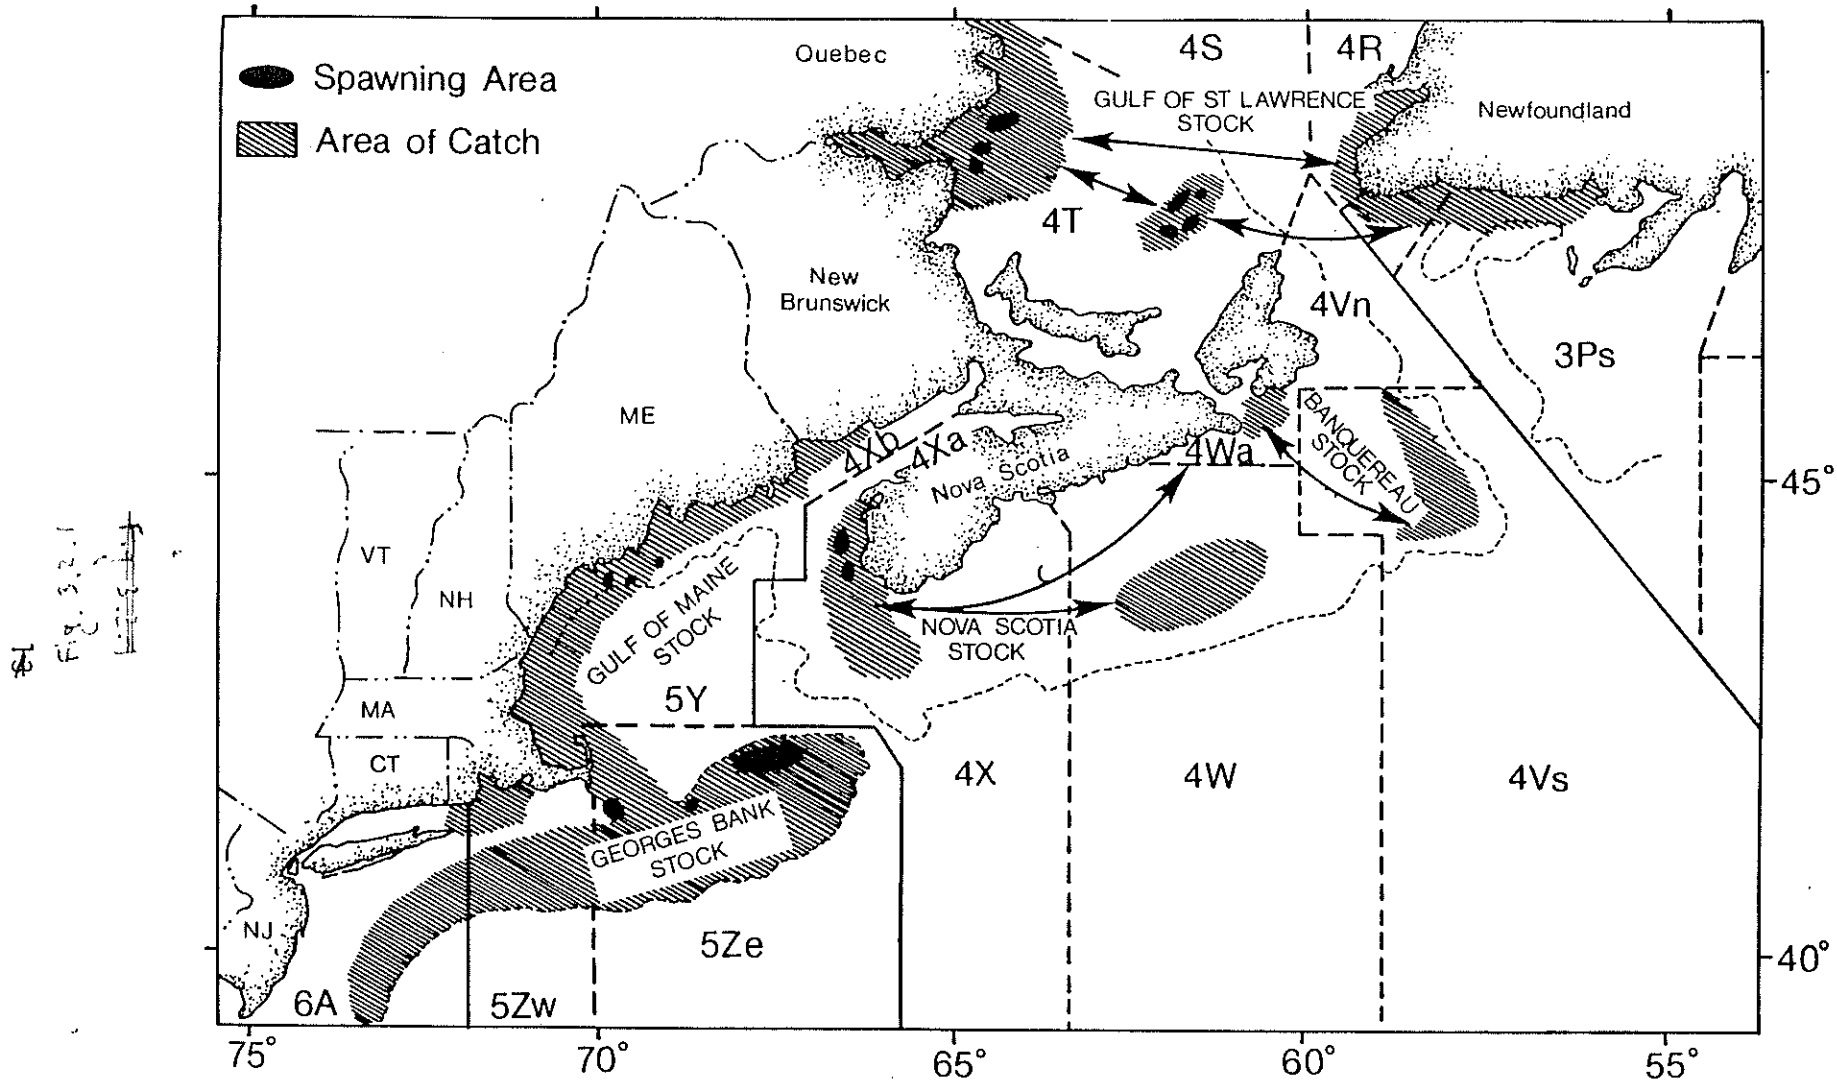 Spawning Area
Area of Catch
Quebec
4S
4R
GULF OF ST LAWRENCE
STOCK
Newfoundland
4T
New
Brunswick
4Vn
3Ps
ME
4Xb
4Xa
Nova Scotia
4Wa
BANQUEREAU
STOCK
45°
VT
NH
GULF OF MAINE
STOCK
NOVA SCOTIA
STOCK
5Y
MA
CT
4X
4W
4Vs
GEORGES BANK
STOCK
NJ
5Ze
40°
6A
5Zw
75°
70°
65°
60°
55°